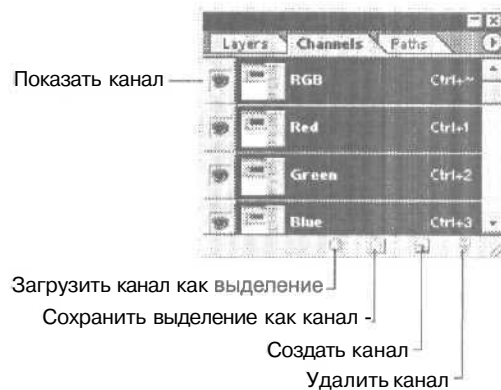 Layers Channels Paths
Показать канал
RGB Ctrl+~
Red Ctrl+1
Green Ctrl+2
Blue Ctrl+3
Загрузить канал как выделение
Сохранить выделение как канал -
Создать канал
Удалить канал